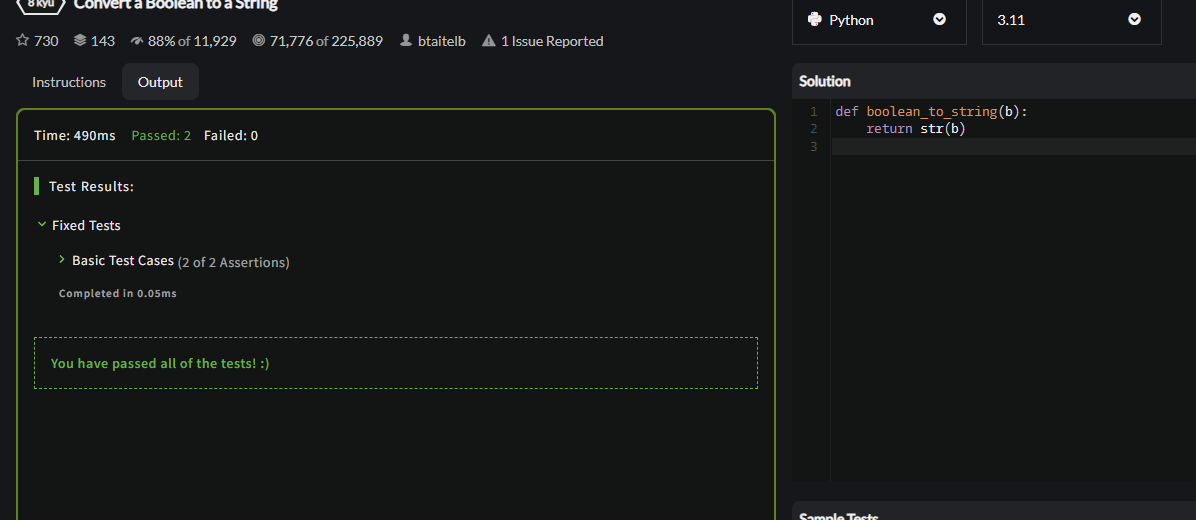 8 kyu Convert a Boolean to a String
730 143 88% of 11,929 71,776 of 225,889 btaitelb 1 Issue Reported
Instructions Output
Time: 490ms Passed: 2 Failed: 0
Test Results:
Fixed Tests
Basic Test Cases (2 of 2 Assertions)
Completed in 0.05ms
You have passed all of the tests! :)
Python 3.11
Solution
1 def boolean_to_string(b):
2     return str(b)
3
Sample Tests